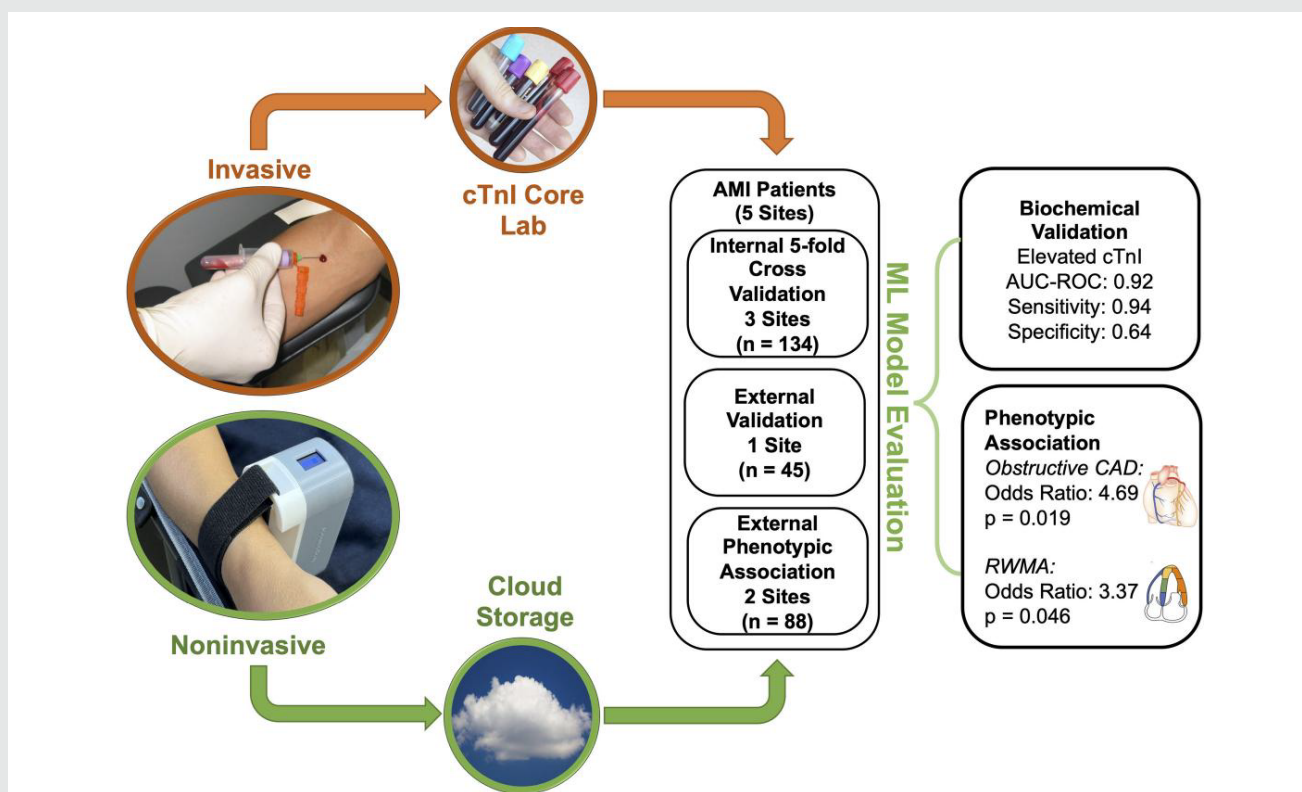 Invasive
cTnI Core
Lab
Noninvasive
Cloud
Storage
AMI Patients
(5 Sites)
Internal 5-fold
Cross
Validation
3 Sites
(n = 134)
External
Validation
1 Site
(n = 45)
External
Phenotypic
Association
2 Sites
(n = 88)
ML Model Evaluation
Biochemical
Validation
Elevated cTnI
AUC-ROC: 0.92
Sensitivity: 0.94
Specificity: 0.64
Phenotypic
Association
Obstructive CAD:
Odds Ratio: 4.69
p = 0.019
RWMA:
Odds Ratio: 3.37
p = 0.046